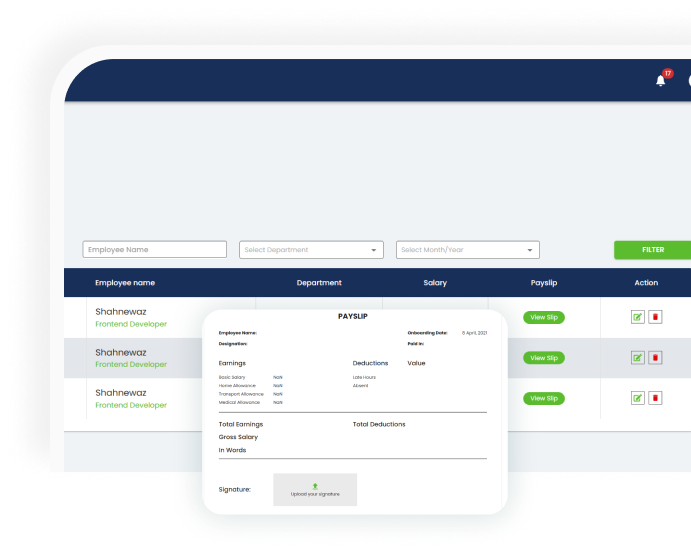 17
Employee Name
Select Department
Select Month/Year
FILTER
Employee name Department Salary Payslip Action
Shahnewaz
Frontend Developer
View Slip
Shahnewaz
Frontend Developer
View Slip
Shahnewaz
Frontend Developer
View Slip
PAYSLIP
Employee Name: Onboarding Date: 5 April, 2021
Designation: Paid In:
Earnings Deductions Value
Basic Salary NaN Late Hours
Home Allowance NaN Absent
Transport Allowance NaN
Medical Allowance NaN
Total Earnings Total Deductions
Gross Salary
In Words
Signature:
Upload your signature